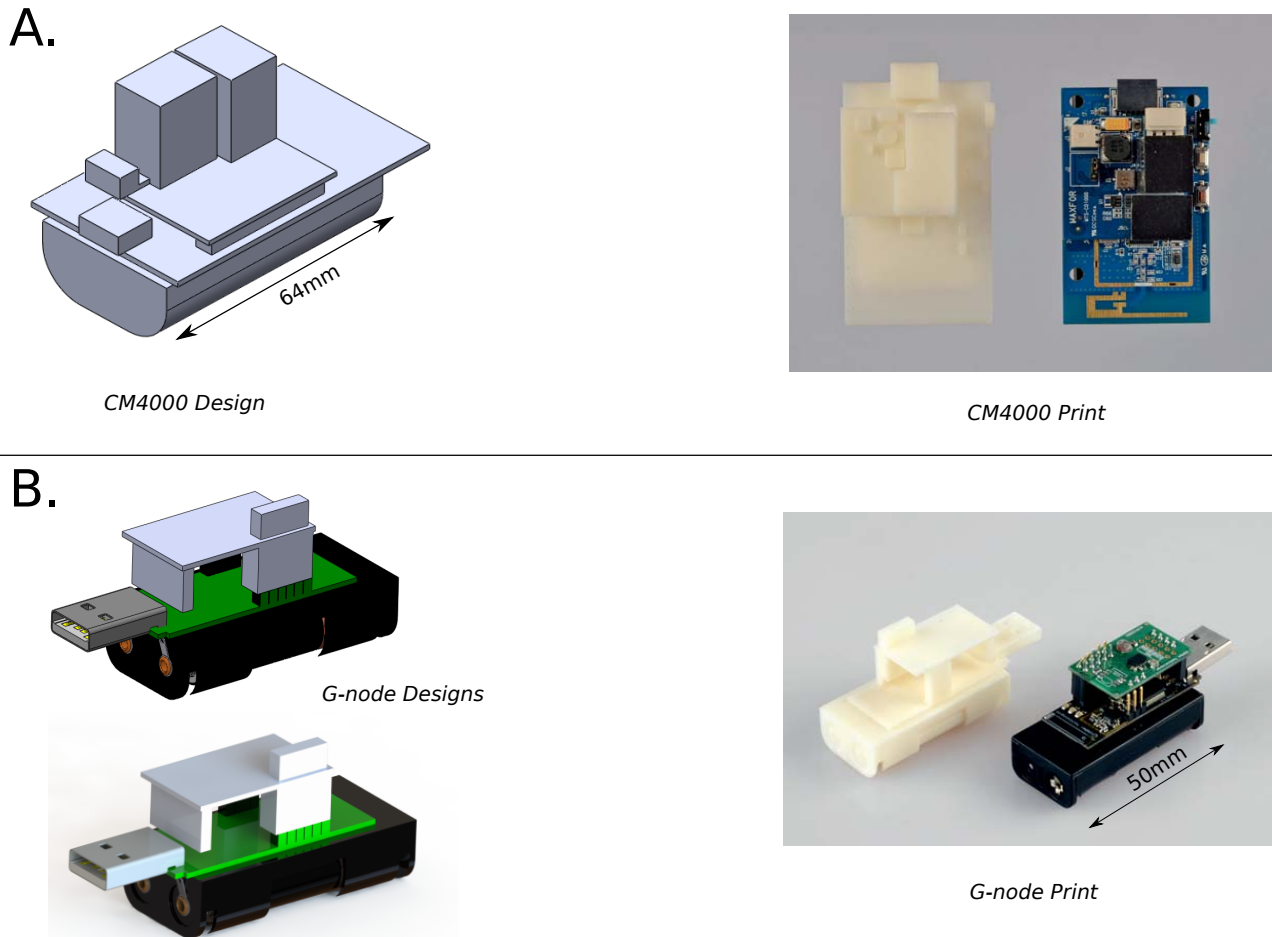 A.
64mm
CM4000 Design
MAXFOR
CM4000 Print
B.
G-node Designs
50mm
G-node Print